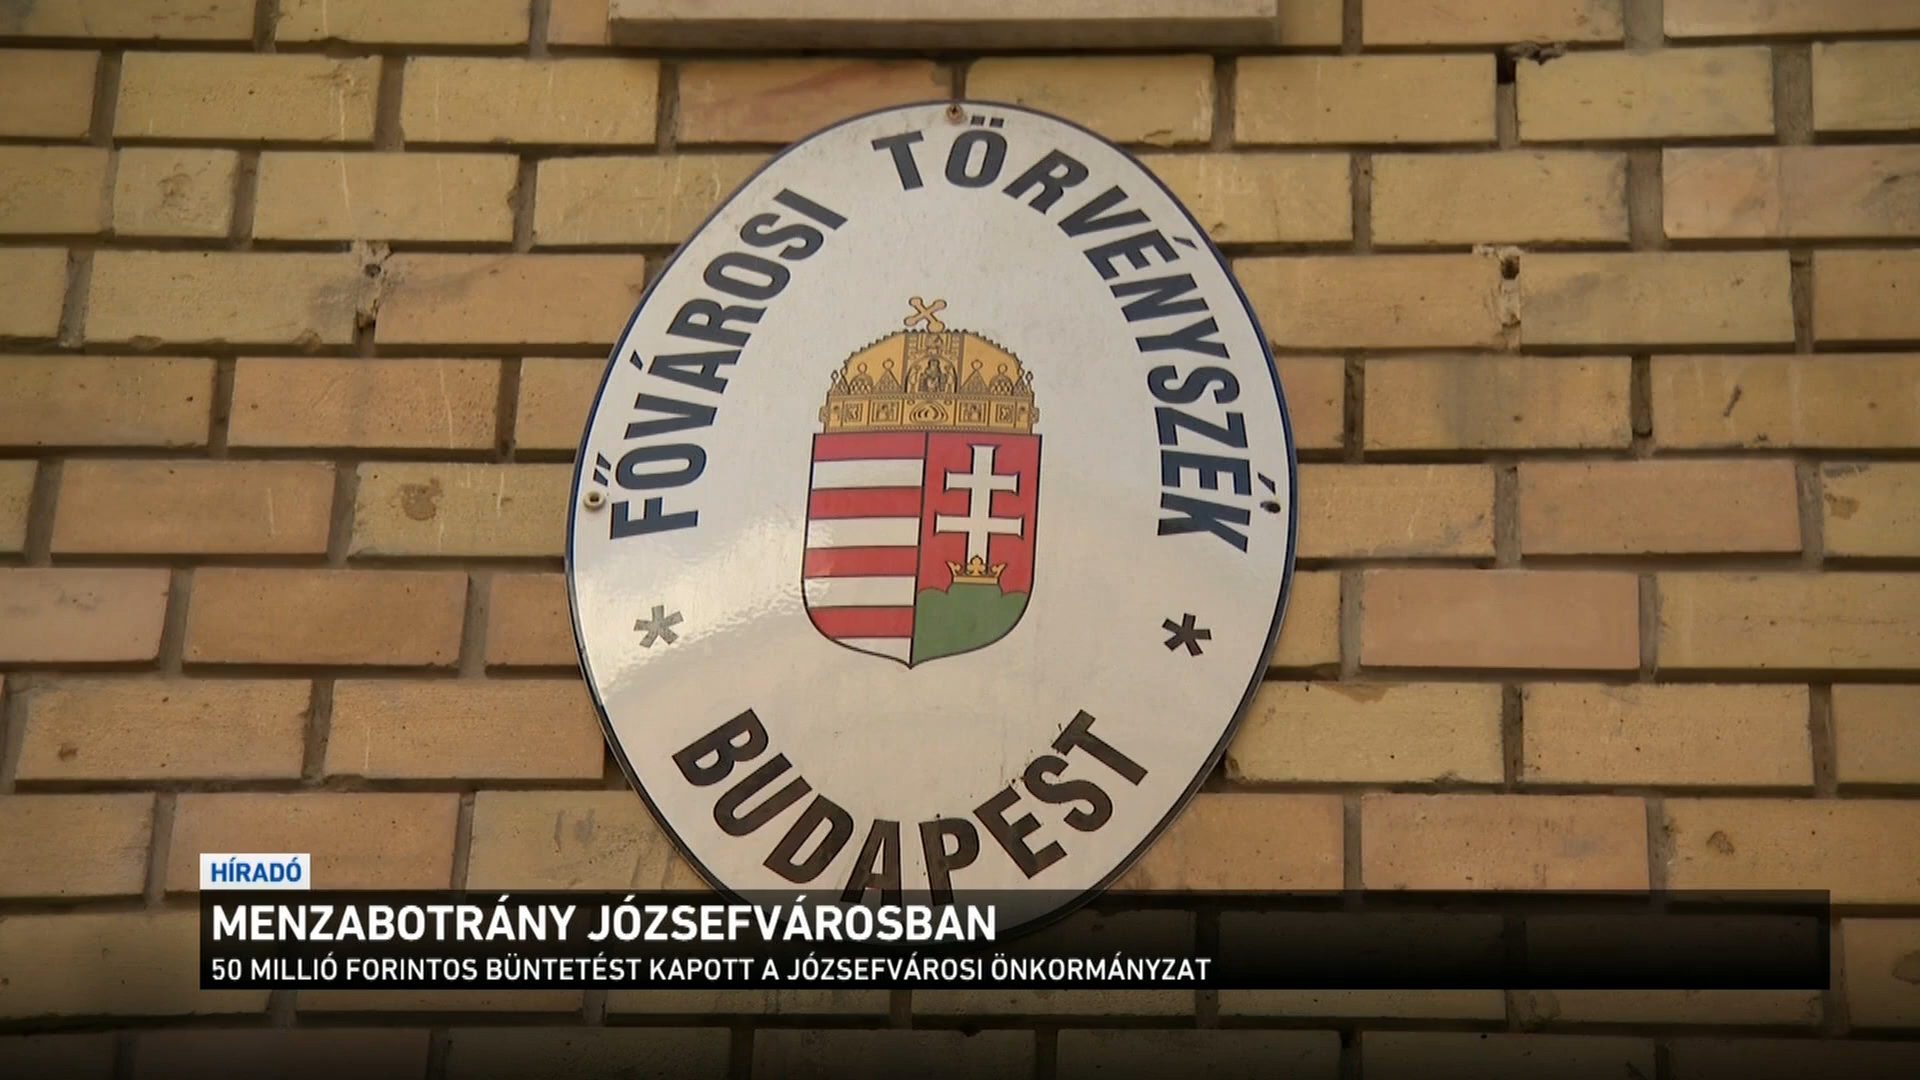 FŐVÁROSI TÖRVÉNYSZÉK
* *
BUDAPEST
HÍRADÓ
MENZABOTRÁNY JÓZSEFVÁROSBAN
50 MILLIÓ FORINTOS BÜNTETÉST KAPOTT A JÓZSEFVÁROSI ÖNKORMÁNYZAT